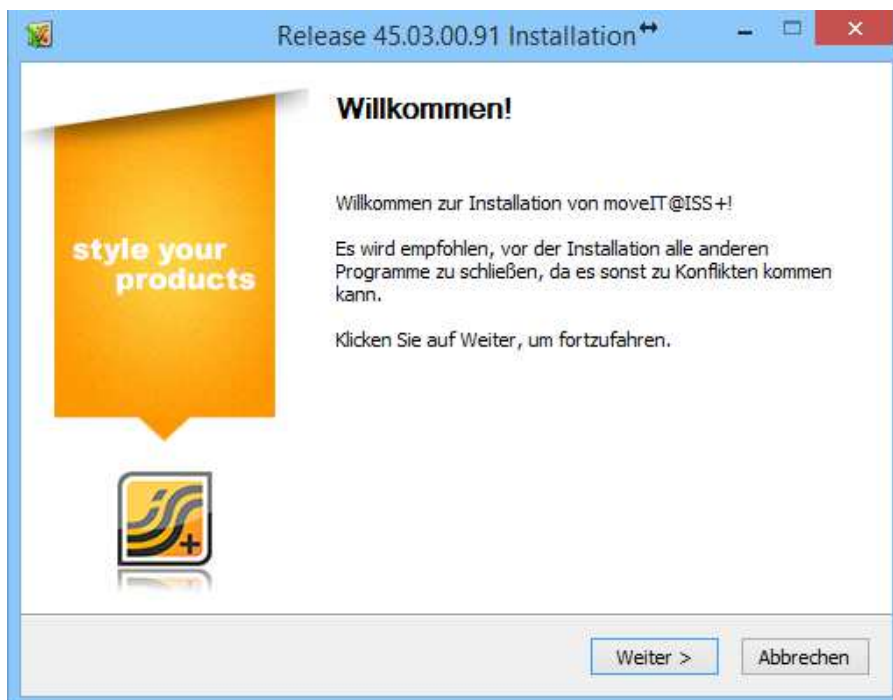 Release 45.03.00.91 Installation
Willkommen!
Willkommen zur Installation von moveIT@ISS+!
Es wird empfohlen, vor der Installation alle anderen
Programme zu schließen, da es sonst zu Konflikten kommen
kann.
Klicken Sie auf Weiter, um fortzufahren.
style your
products
Weiter >
Abbrechen